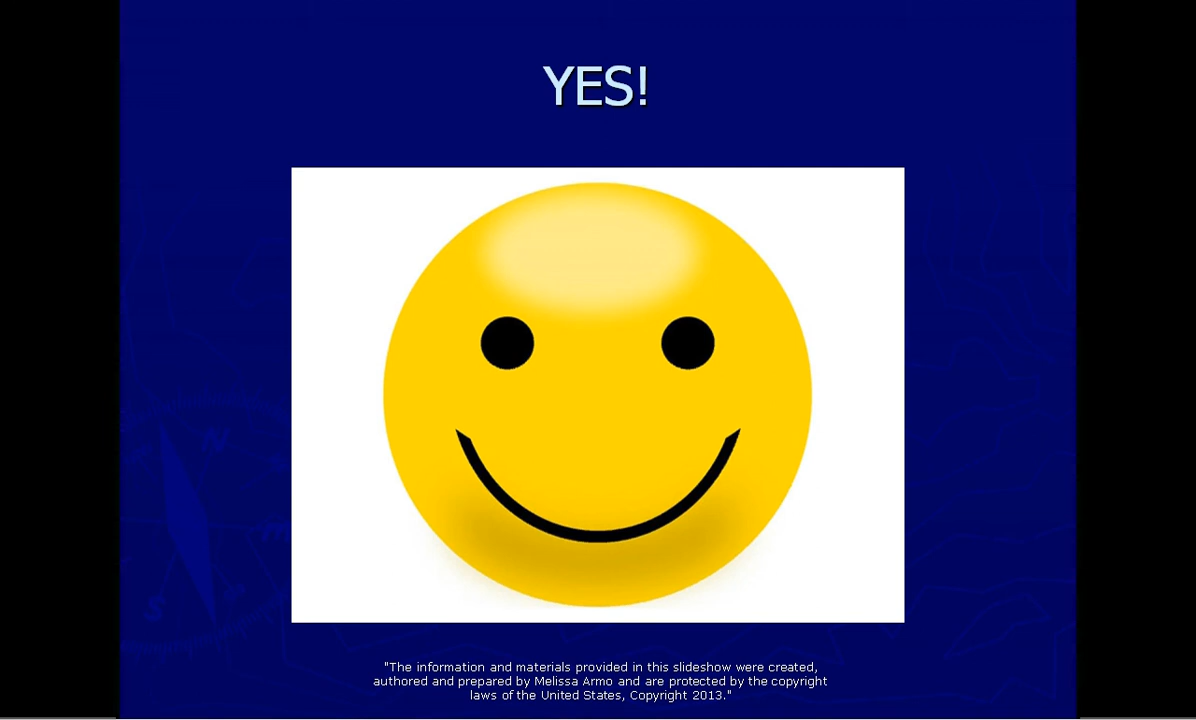 YES!
N
S
"The information and materials provided in this slideshow were created,
authored and prepared by Melissa Armo and are protected by the copyright
laws of the United States, Copyright 2013."